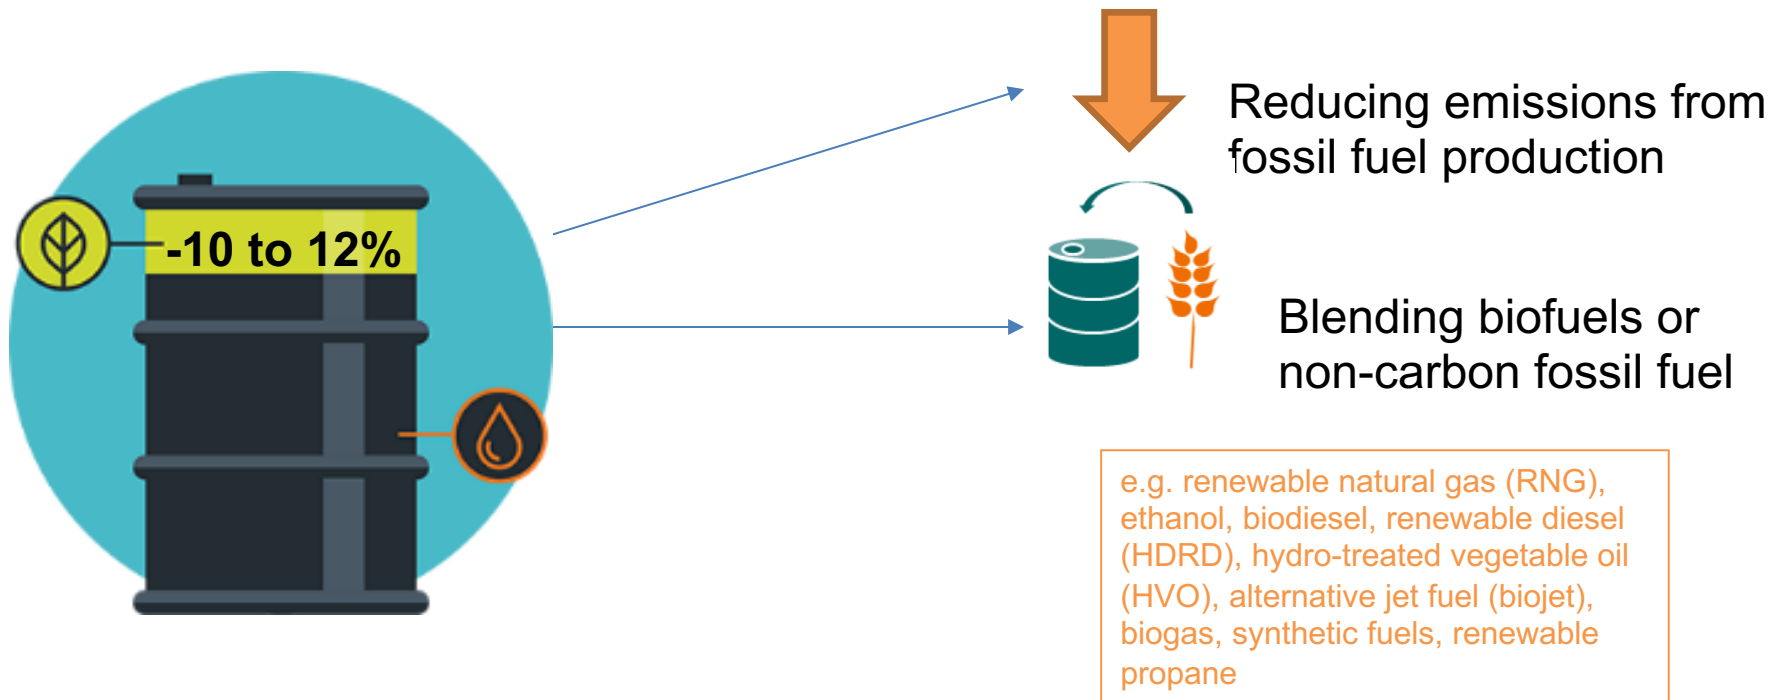 -10 to 12%
Reducing emissions from
fossil fuel production
Blending biofuels or
non-carbon fossil fuel
e.g. renewable natural gas (RNG),
ethanol, biodiesel, renewable diesel
(HDRD), hydro-treated vegetable oil
(HVO), alternative jet fuel (biojet),
biogas, synthetic fuels, renewable
propane